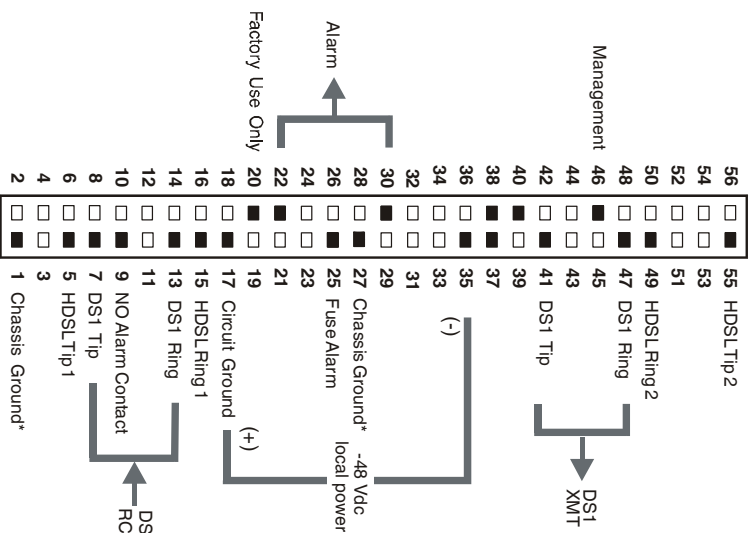 56 55 HDSL Tip 2
54 53
52 51
50 49 HDSL Ring 2
48 47 DS1 Ring
Management 46 45
44 43
DS1
XMT
42 41 DS1 Tip
40 39
38 37
36 35 (-)
34 33
32 31
30 29
Alarm
28 27 Chassis Ground*
-48 Vdc
local power
26 25 Fuse Alarm
24 23
22 21
Factory Use Only 20 19
(+)
18 17 Circuit Ground
16 15 HDSL Ring 1
14 13 DS1 Ring
12 11
DS
RC
10 9 NO Alarm Contact
8 7 DS1 Tip
6 5 HDSL Tip 1
4 3
2 1 Chassis Ground*